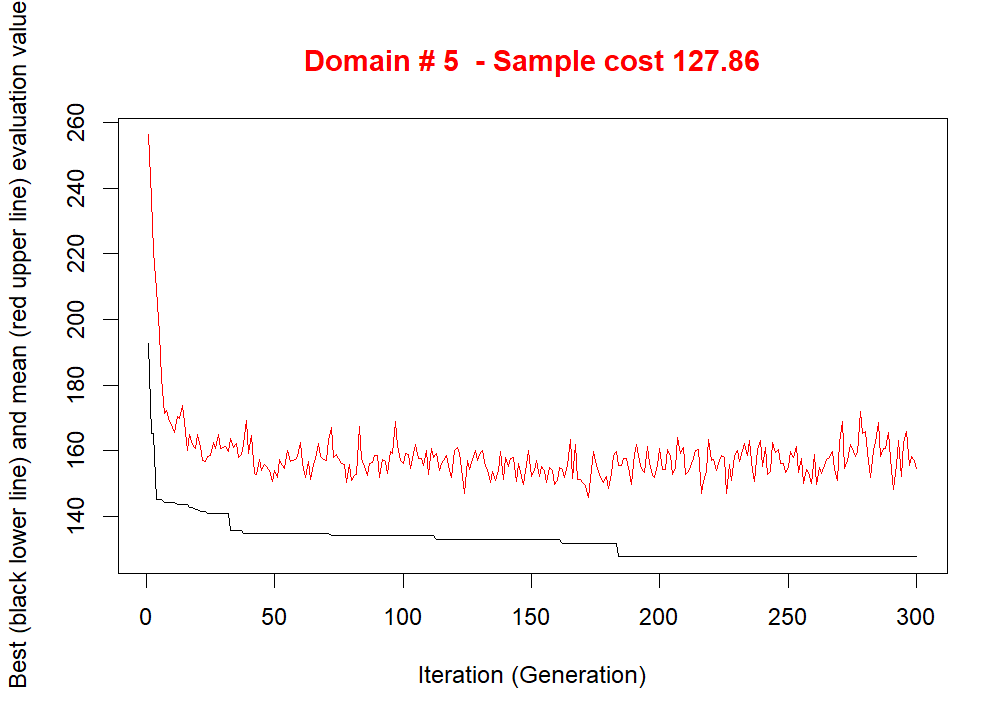 Domain # 5  - Sample cost 127.86
Best (black lower line) and mean (red upper line) evaluation value
260
240
220
200
180
160
140
0 50 100 150 200 250 300
Iteration (Generation)